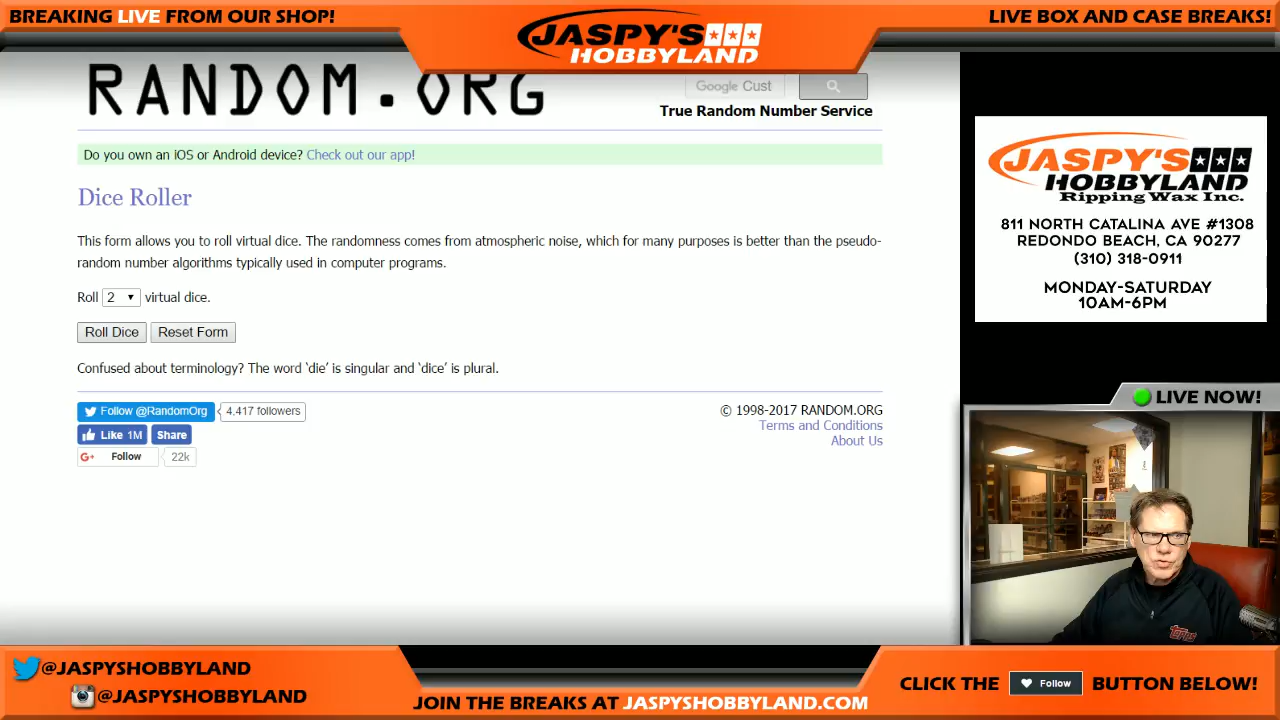 BREAKING LIVE FROM OUR SHOP!
JASPY'S
HOBBYLAND
LIVE BOX AND CASE BREAKS!
RANDOM.ORG
Google Cust
True Random Number Service
Do you own an iOS or Android device? Check out our app!
Dice Roller
This form allows you to roll virtual dice. The randomness comes from atmospheric noise, which for many purposes is better than the pseudo-
random number algorithms typically used in computer programs.
Roll 2 virtual dice.
Roll Dice Reset Form
Confused about terminology? The word ‘die’ is singular and ‘dice’ is plural.
Follow @RandomOrg 4,417 followers
Like 1M Share
G+ Follow 22k
© 1998-2017 RANDOM.ORG
Terms and Conditions
About Us
JASPY'S
HOBBYLAND
Ripping Wax Inc.
811 NORTH CATALINA AVE #1308
REDONDO BEACH, CA 90277
(310) 318-0911
MONDAY-SATURDAY
10AM-6PM
LIVE NOW!
Topps
@JASPYSHOBBYLAND
@JASPYSHOBBYLAND
JOIN THE BREAKS AT JASPYSHOBBYLAND.COM
CLICK THE Follow BUTTON BELOW!